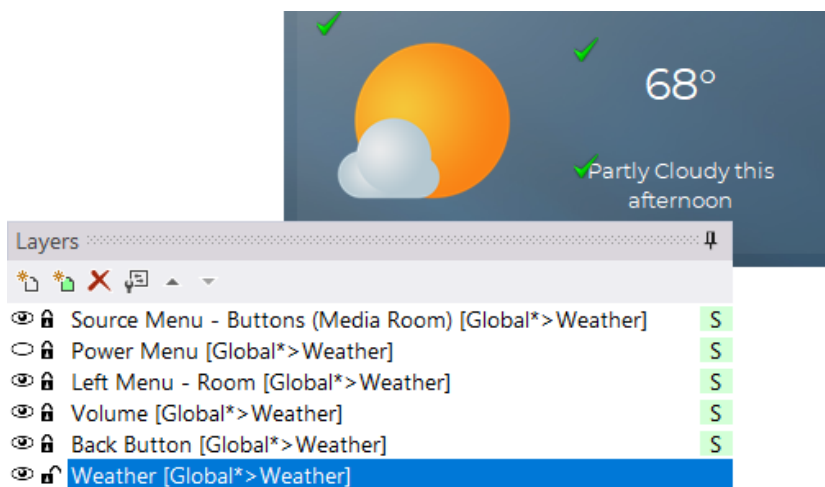 68°
Partly Cloudy this
afternoon
Layers
Source Menu - Buttons (Media Room) [Global*>Weather] S
Power Menu [Global*>Weather] S
Left Menu - Room [Global*>Weather] S
Volume [Global*>Weather] S
Back Button [Global*>Weather] S
Weather [Global*>Weather]